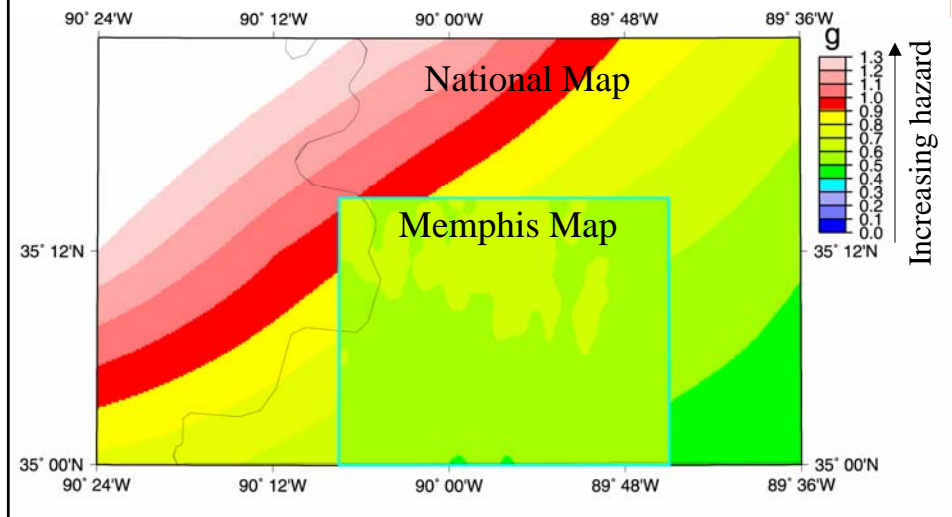 90° 24'W 90° 12'W 90° 00'W 89° 48'W 89° 36'W
g
National Map
1.3
1.2
1.1
1.0
0.9
0.8
0.7
0.6
0.5
0.4
0.3
0.2
0.1
0.0
Increasing hazard
Memphis Map
35° 12'N 35° 12'N
35° 00'N 35° 00'N
90° 24'W 90° 12'W 90° 00'W 89° 48'W 89° 36'W